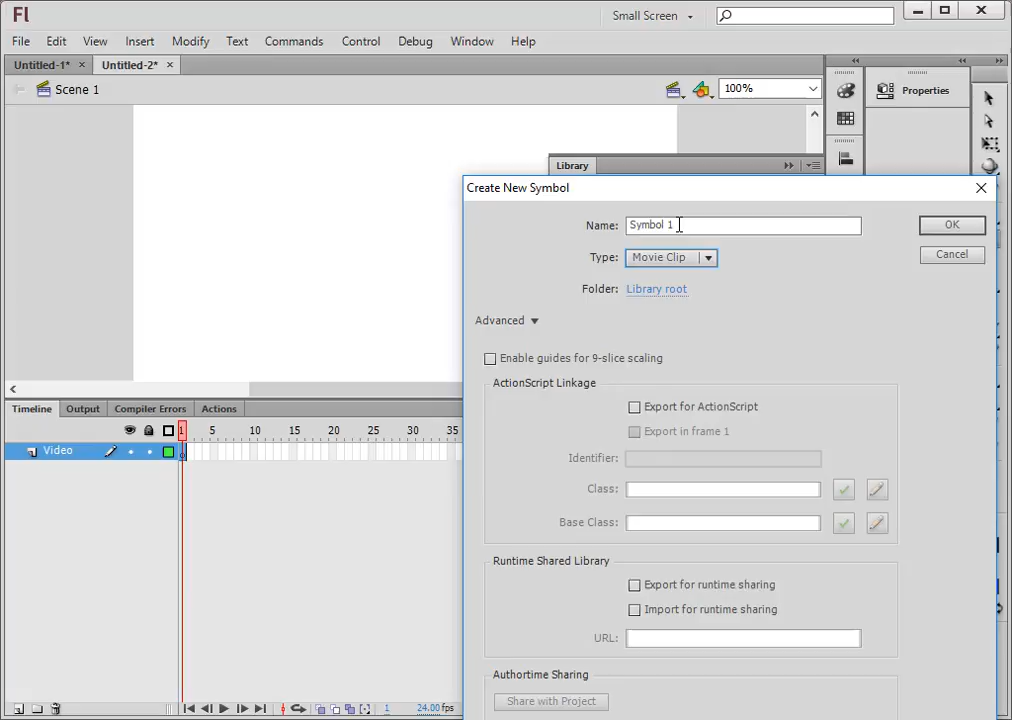 Fl
Small Screen
File Edit View Insert Modify Text Commands Control Debug Window Help
Untitled-1* × Untitled-2* ×
Scene 1
100%
Properties
Library
Create New Symbol
Name: Symbol 1
OK
Type: Movie Clip
Cancel
Folder: Library root
Advanced
Enable guides for 9-slice scaling
ActionScript Linkage
Export for ActionScript
Export in frame 1
Identifier:
Class:
Base Class:
Runtime Shared Library
Export for runtime sharing
Import for runtime sharing
URL:
Authortime Sharing
Share with Project
Timeline Output Compiler Errors Actions
1 5 10 15 20 25 30 35
Video
1 24.00 fps